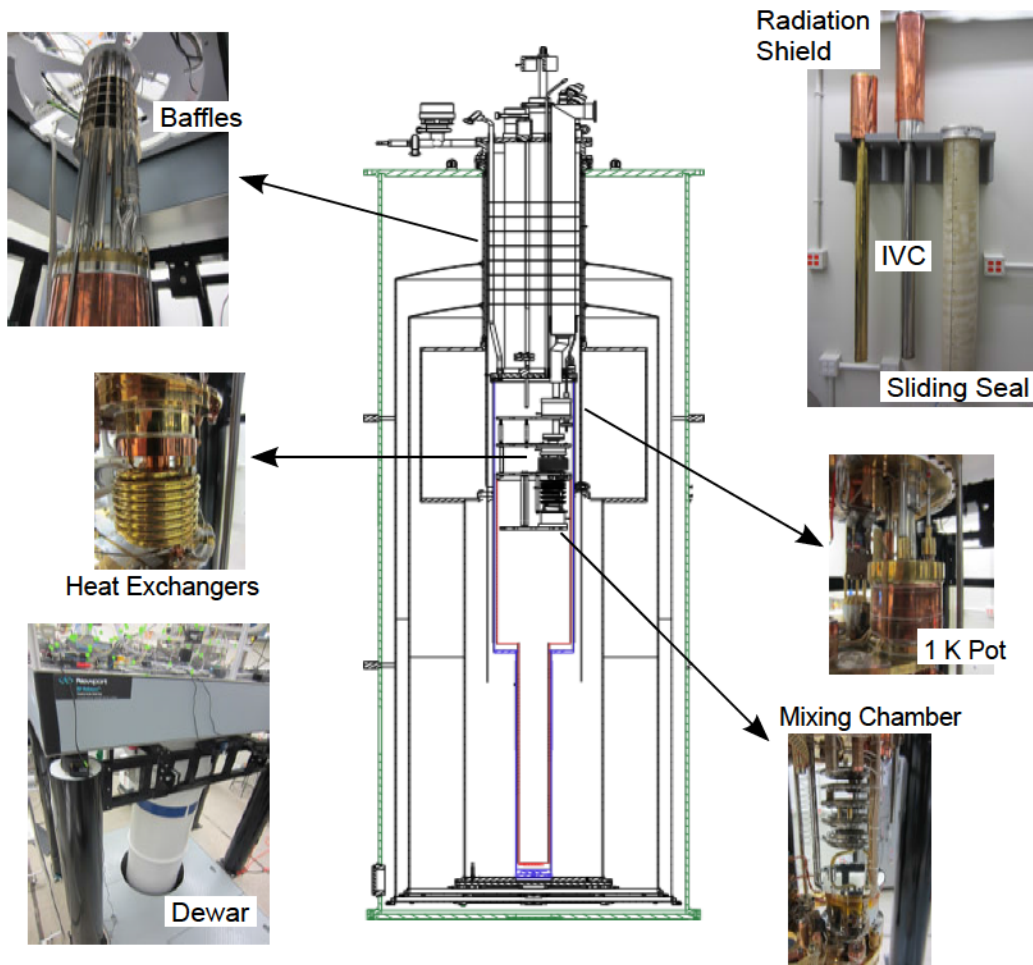 Radiation
Shield
Baffles
IVC
Sliding Seal
Heat Exchangers
1 K Pot
Newport
Mixing Chamber
Dewar